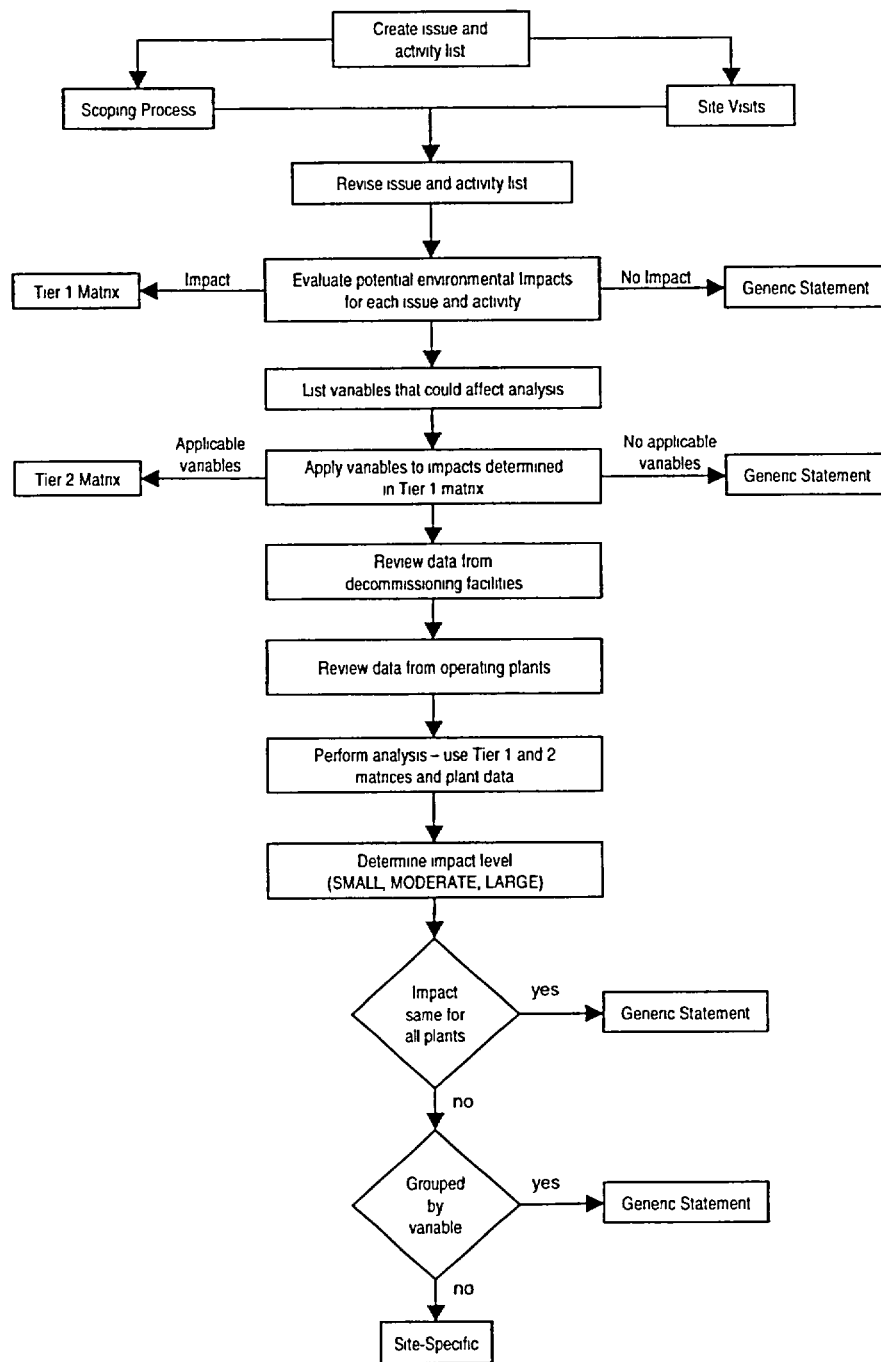 Create issue and
activity list
Scoping Process
Site Visits
Revise issue and activity list
Tier 1 Matrix
Impact
Evaluate potential environmental Impacts
for each issue and activity
No Impact
Generic Statement
List variables that could affect analysis
Applicable
variables
Tier 2 Matrix
Apply variables to impacts determined
in Tier 1 matrix
No applicable
variables
Generic Statement
Review data from
decommissioning facilities
Review data from operating plants
Perform analysis – use Tier 1 and 2
matrices and plant data
Determine impact level
(SMALL, MODERATE, LARGE)
Impact
same for
all plants
yes
Generic Statement
no
Grouped
by
variable
yes
Generic Statement
no
Site-Specific